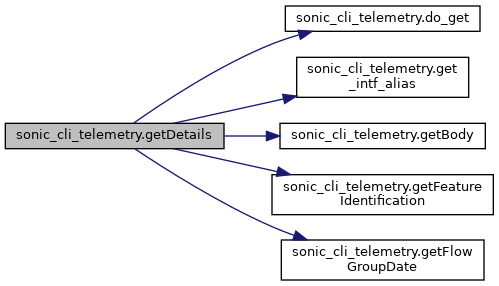 sonic_cli_telemetry.do_get
sonic_cli_telemetry.get
_intf_alias
sonic_cli_telemetry.getDetails
sonic_cli_telemetry.getBody
sonic_cli_telemetry.getFeature
Identification
sonic_cli_telemetry.getFlow
GroupDate